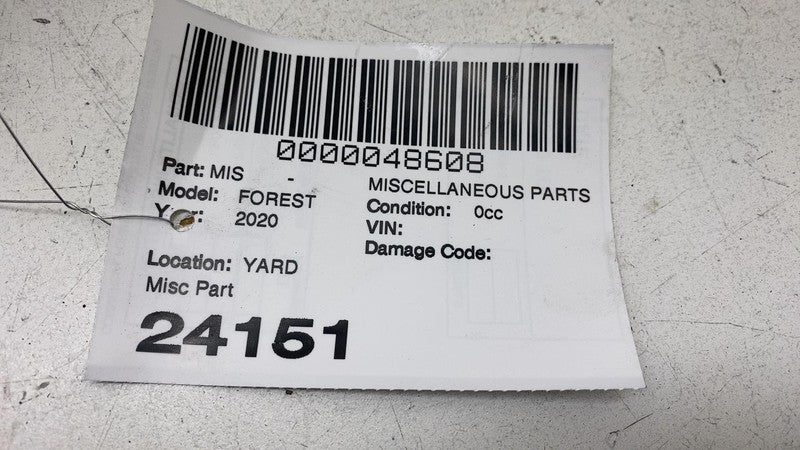 0000048608
Part: MIS - MISCELLANEOUS PARTS
Model: FOREST Condition: 0cc
2020 VIN:
Damage Code:
Location: YARD
Misc Part
24151